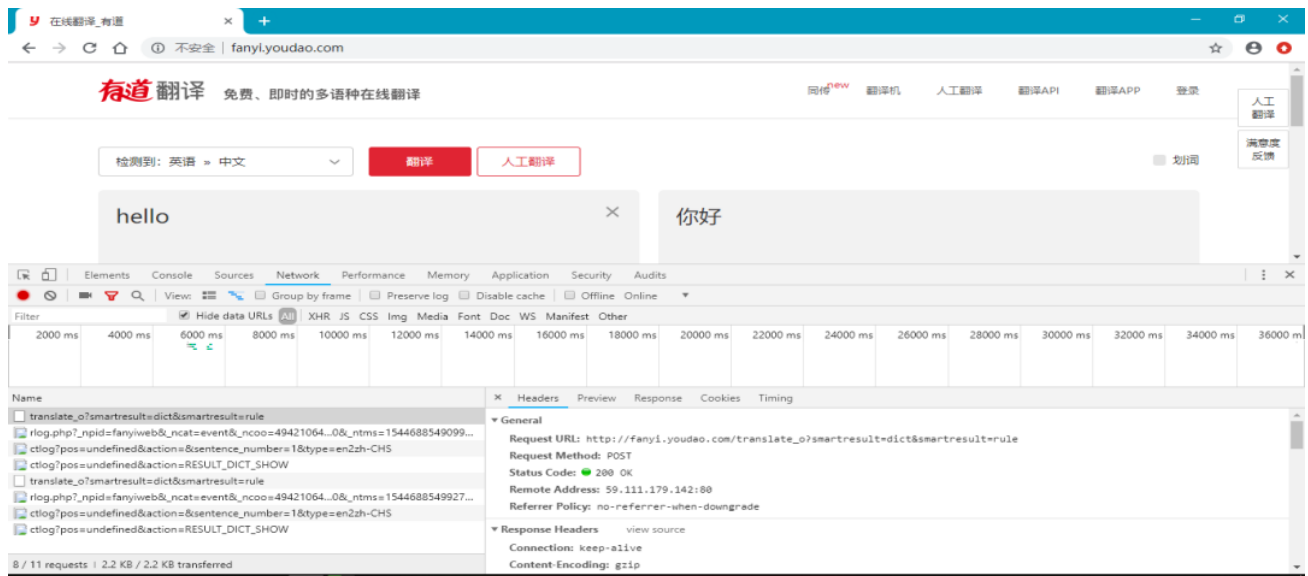 在线翻译_有道
不安全 | fanyi.youdao.com
有道翻译 免费、即时的多语种在线翻译 同传new 翻译机 人工翻译 翻译API 翻译APP 登录
人工
翻译
满意度
反馈
检测到：英语 » 中文 翻译 人工翻译 划词
hello 你好
Elements Console Sources Network Performance Memory Application Security Audits
View: Group by frame Preserve log Disable cache Offline Online
Filter Hide data URLs All XHR JS CSS Img Media Font Doc WS Manifest Other
2000 ms 4000 ms 6000 ms 8000 ms 10000 ms 12000 ms 14000 ms 16000 ms 18000 ms 20000 ms 22000 ms 24000 ms 26000 ms 28000 ms 30000 ms 32000 ms 34000 ms 36000 m
Name
translate_o?smartresult=dict&smartresult=rule
rlog.php?_npid=fanyiweb&_ncat=event&_ncoo=49421064...0&_ntms=1544688549099...
ctlog?pos=undefined&action=&sentence_number=1&type=en2zh-CHS
ctlog?pos=undefined&action=RESULT_DICT_SHOW
translate_o?smartresult=dict&smartresult=rule
rlog.php?_npid=fanyiweb&_ncat=event&_ncoo=49421064...0&_ntms=1544688549927...
ctlog?pos=undefined&action=&sentence_number=1&type=en2zh-CHS
ctlog?pos=undefined&action=RESULT_DICT_SHOW
8 / 11 requests | 2.2 KB / 2.2 KB transferred
Headers Preview Response Cookies Timing
General
Request URL: http://fanyi.youdao.com/translate_o?smartresult=dict&smartresult=rule
Request Method: POST
Status Code: 200 OK
Remote Address: 59.111.179.142:80
Referrer Policy: no-referrer-when-downgrade
Response Headers view source
Connection: keep-alive
Content-Encoding: gzip